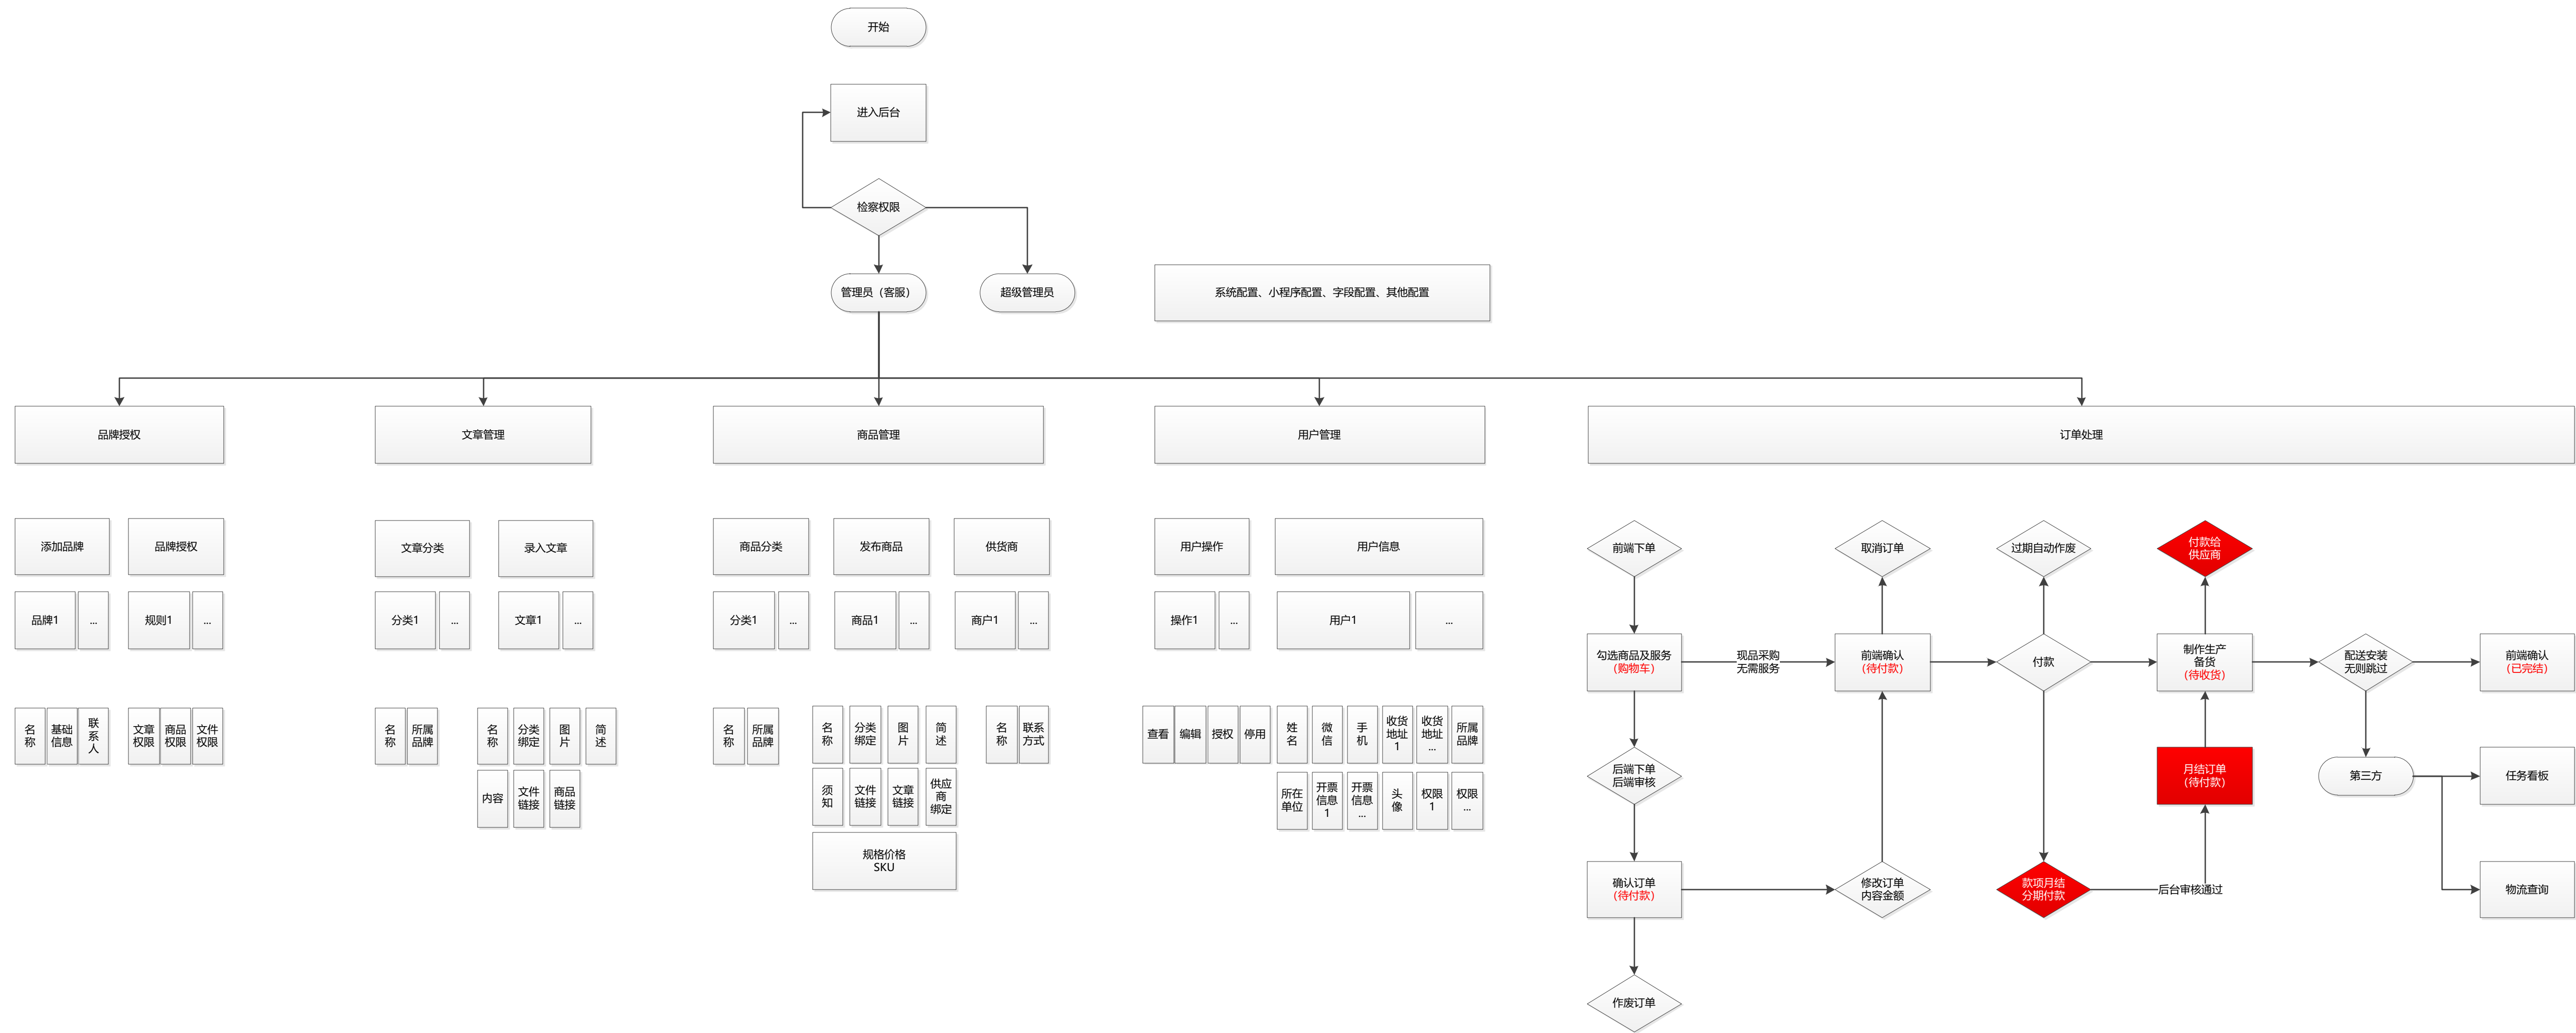 开始
进入后台
检察权限
管理员（客服）
超级管理员
系统配置、小程序配置、字段配置、其他配置
品牌授权
文章管理
商品管理
用户管理
订单处理
添加品牌
品牌授权
文章分类
录入文章
商品分类
发布商品
供货商
用户操作
用户信息
前端下单
取消订单
过期自动作废
付款给
供应商
品牌1
...
规则1
...
分类1
...
文章1
...
分类1
...
商品1
...
商户1
...
操作1
...
用户1
...
勾选商品及服务
（购物车）
现品采购
无需服务
前端确认
（待付款）
付款
制作生产
备货
（待收货）
配送安装
无则跳过
前端确认
（已完结）
名
称
基础
信息
联
系
人
文章
权限
商品
权限
文件
权限
名
称
所属
品牌
名
称
分类
绑定
图
片
简
述
内容
文件
链接
商品
链接
名
称
所属
品牌
名
称
分类
绑定
图
片
简
述
须
知
文件
链接
文章
链接
供应
商
绑定
规格价格
SKU
名
称
联系
方式
查看
编辑
授权
停用
姓
名
微
信
手
机
收货
地址
1
收货
地址
...
所属
品牌
所在
单位
开票
信息
1
开票
信息
...
头
像
权限
1
权限
...
后端下单
后端审核
月结订单
（待付款）
第三方
任务看板
确认订单
（待付款）
修改订单
内容金额
款项月结
分期付款
后台审核通过
物流查询
作废订单